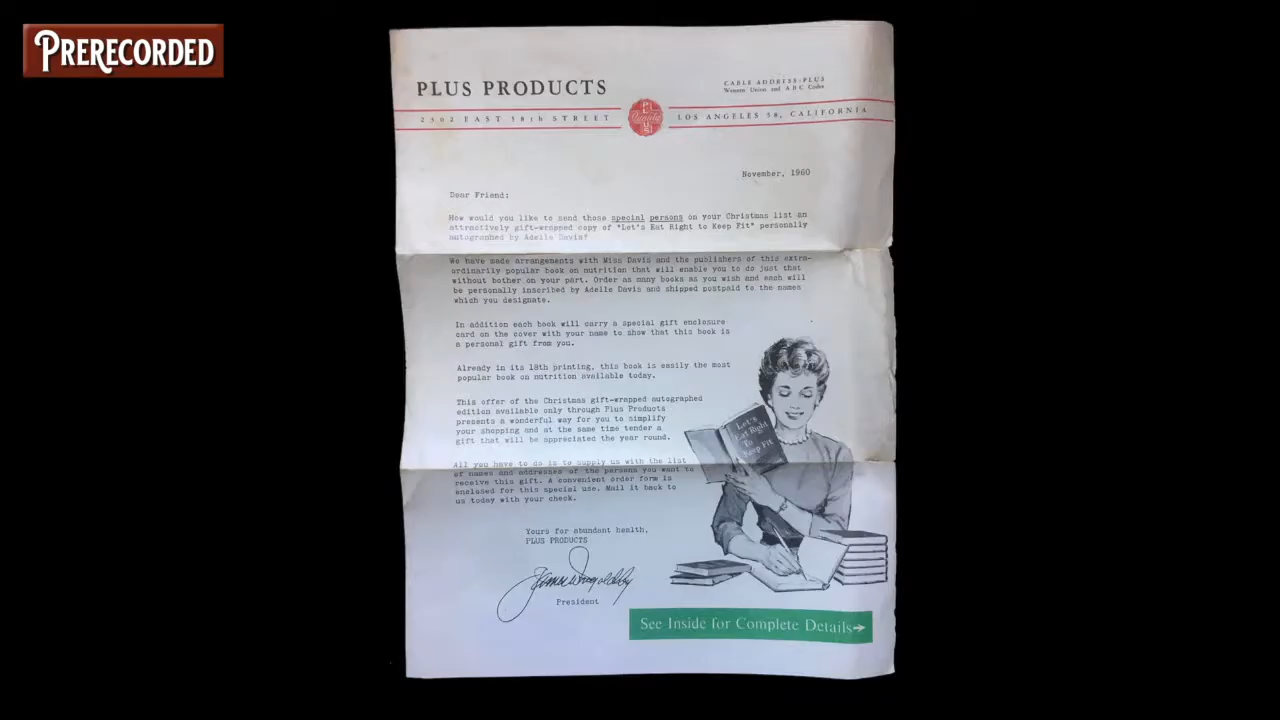 PRERECORDED
PLUS PRODUCTS
CABLE ADDRESS: PLUS
Western Union and ABC Codes
2302 EAST 38th STREET
PLUS
Quality
LOS ANGELES 58, CALIFORNIA
November, 1960
Dear Friend:
How would you like to send those special persons on your Christmas list an
attractively gift-wrapped copy of "Let's Eat Right to Keep Fit" personally
autographed by Adelle Davis?
We have made arrangements with Miss Davis and the publishers of this extra-
ordinarily popular book on nutrition that will enable you to do just that
without bother on your part. Order as many books as you wish and each will
be personally inscribed by Adelle Davis and shipped postpaid to the names
which you designate.
In addition each book will carry a special gift enclosure
card on the cover with your name to show that this book is
a personal gift from you.
Already in its 18th printing, this book is easily the most
popular book on nutrition available today.
This offer of the Christmas gift-wrapped autographed
edition available only through Plus Products
presents a wonderful way for you to simplify
your shopping and at the same time tender a
gift that will be appreciated the year round.
All you have to do is to supply us with the list
of names and addresses of the persons you want to
receive this gift. A convenient order form is
enclosed for this special use. Mail it back to
us today with your check.
Let's
Eat Right
To
Keep Fit
Yours for abundant health,
PLUS PRODUCTS
President
See Inside for Complete Details→